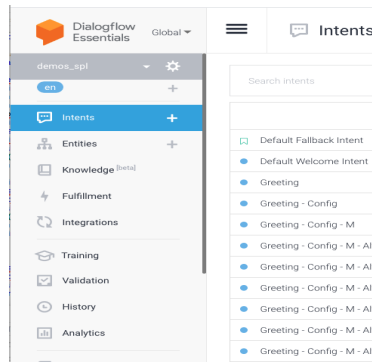 Dialogflow
Essentials
Global
Intents
demos_spl
en
Search intents
Intents
Entities
Knowledge [beta]
Fulfillment
Integrations
Training
Validation
History
Analytics
Default Fallback Intent
Default Welcome Intent
Greeting
Greeting - Config
Greeting - Config - M
Greeting - Config - M - Al
Greeting - Config - M - Al
Greeting - Config - M - Al
Greeting - Config - M - Al
Greeting - Config - M - Al
Greeting - Config - M - Al